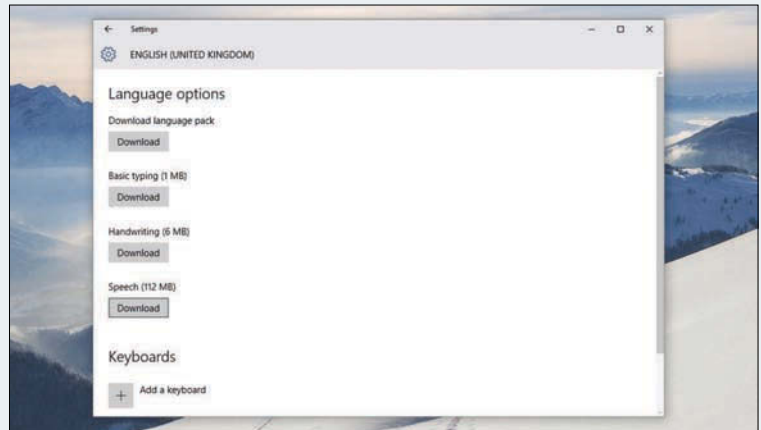 Settings
ENGLISH (UNITED KINGDOM)
Language options
Download language pack
Download
Basic typing (1 MB)
Download
Handwriting (6 MB)
Download
Speech (112 MB)
Download
Keyboards
Add a keyboard